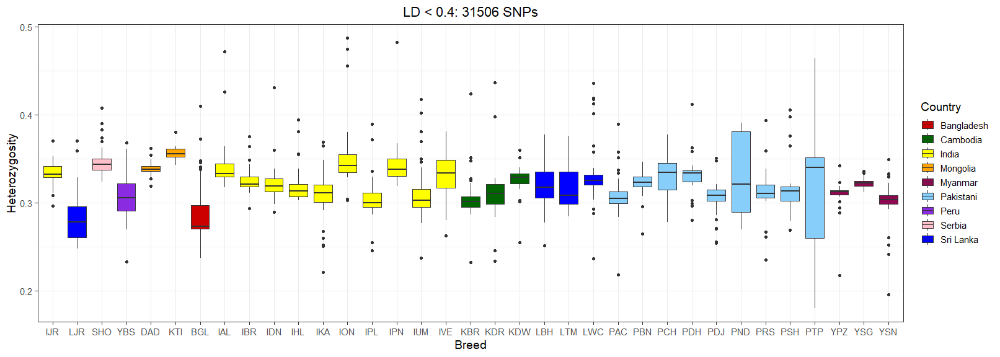 LD < 0.4: 31506 SNPs
Heterozygosity
0.5
0.4
0.3
0.2
IJR LJR SHO YBS DAD KTI BGL IAL IBR IDN IHL IKA ION IPL IPN IUM IVE KBR KDR KDW LBH LTM LWC PAC PBN PCH PDH PDJ PND PRS PSH PTP YPZ YSG YSN
Breed
Country
Bangladesh
Cambodia
India
Mongolia
Myanmar
Pakistani
Peru
Serbia
Sri Lanka